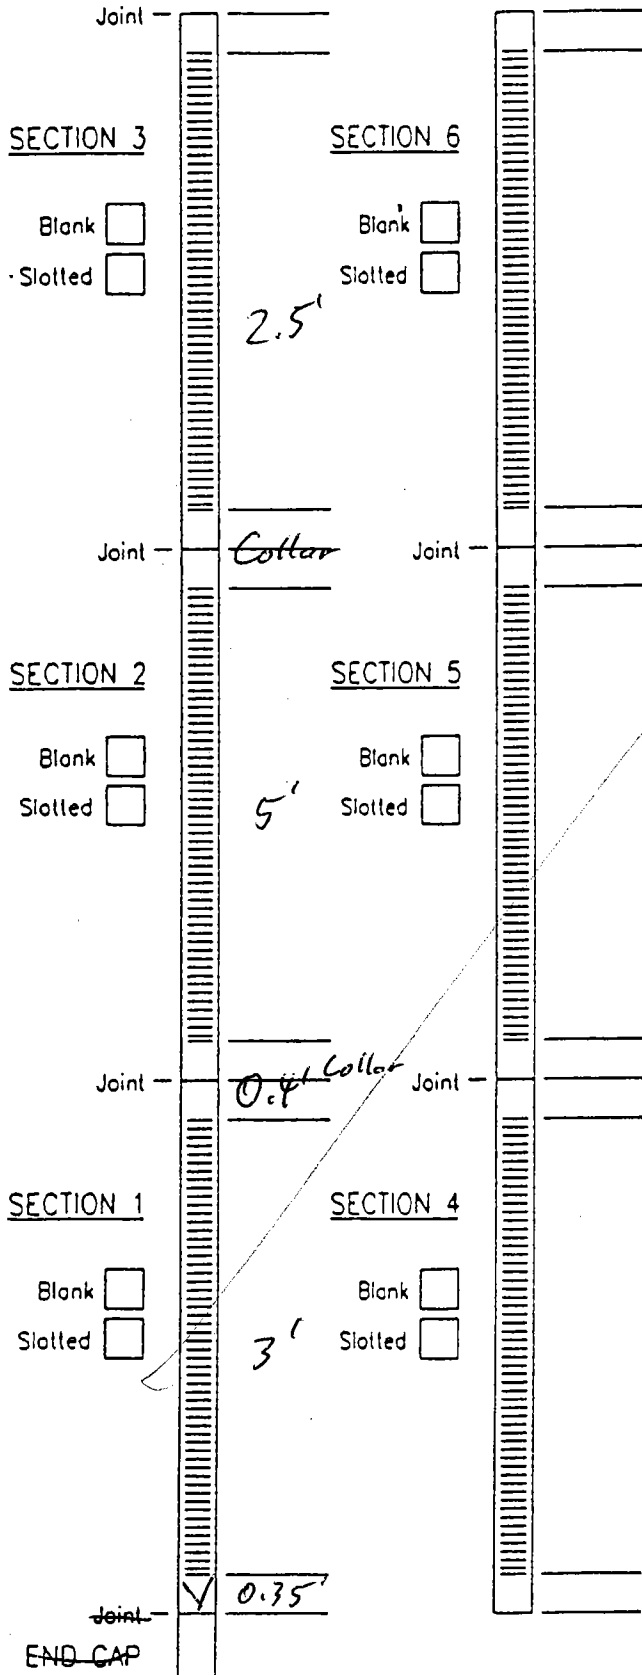 Joint
SECTION 3
Blank
Slotted
2.5'
Joint Collar
SECTION 2
Blank
Slotted
5'
Joint 0.4' Collar
SECTION 1
Blank
Slotted
3'
0.35'
Joint
END CAP
SECTION 6
Blank
Slotted
Joint
SECTION 5
Blank
Slotted
Joint
SECTION 4
Blank
Slotted